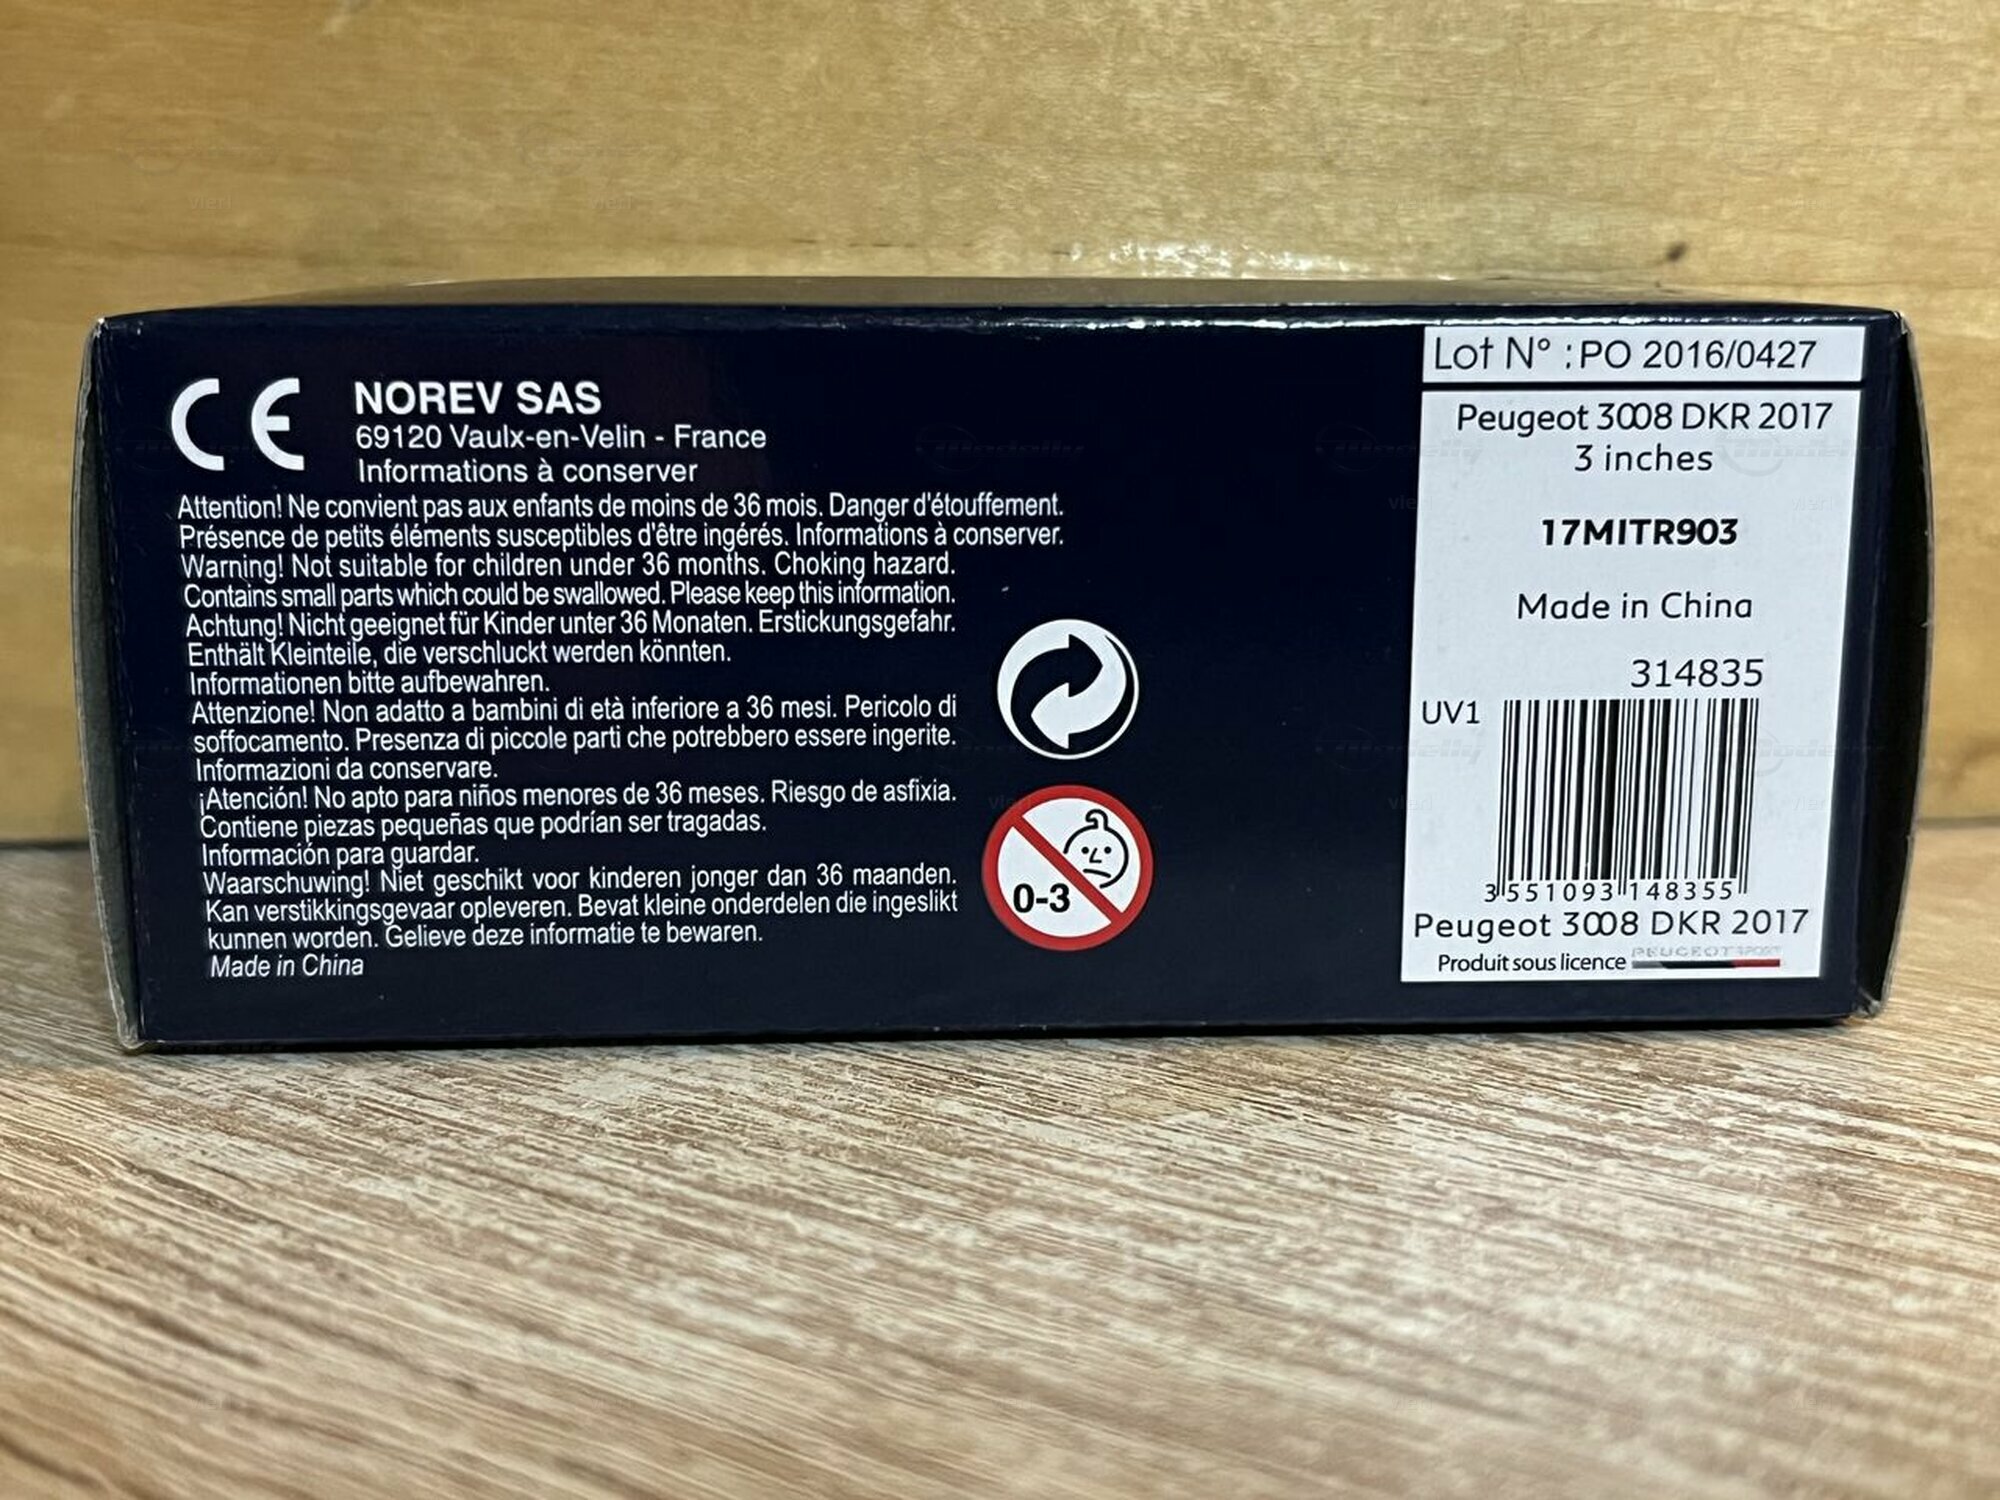 CE
NOREV SAS
69120 Vaulx-en-Velin - France
Informations à conserver
Attention! Ne convient pas aux enfants de moins de 36 mois. Danger d'étouffement.
Présence de petits éléments susceptibles d'être ingérés. Informations à conserver.
Warning! Not suitable for children under 36 months. Choking hazard.
Contains small parts which could be swallowed. Please keep this information.
Achtung! Nicht geeignet für Kinder unter 36 Monaten. Erstickungsgefahr.
Enthält Kleinteile, die verschluckt werden könnten.
Informationen bitte aufbewahren.
Attenzione! Non adatto a bambini di età inferiore a 36 mesi. Pericolo di
soffocamento. Presenza di piccole parti che potrebbero essere ingerite.
Informazioni da conservare.
¡Atención! No apto para niños menores de 36 meses. Riesgo de asfixia.
Contiene piezas pequeñas que podrían ser tragadas.
Información para guardar.
Waarschuwing! Niet geschikt voor kinderen jonger dan 36 maanden.
Kan verstikkingsgevaar opleveren. Bevat kleine onderdelen die ingeslikt
kunnen worden. Gelieve deze informatie te bewaren.
Made in China
0-3
Lot N° : PO 2016/0427
Peugeot 3008 DKR 2017
3 inches
17MITR903
Made in China
314835
UV1
3 551093 148355
Peugeot 3008 DKR 2017
Produit sous licence PEUGEOT SPORT